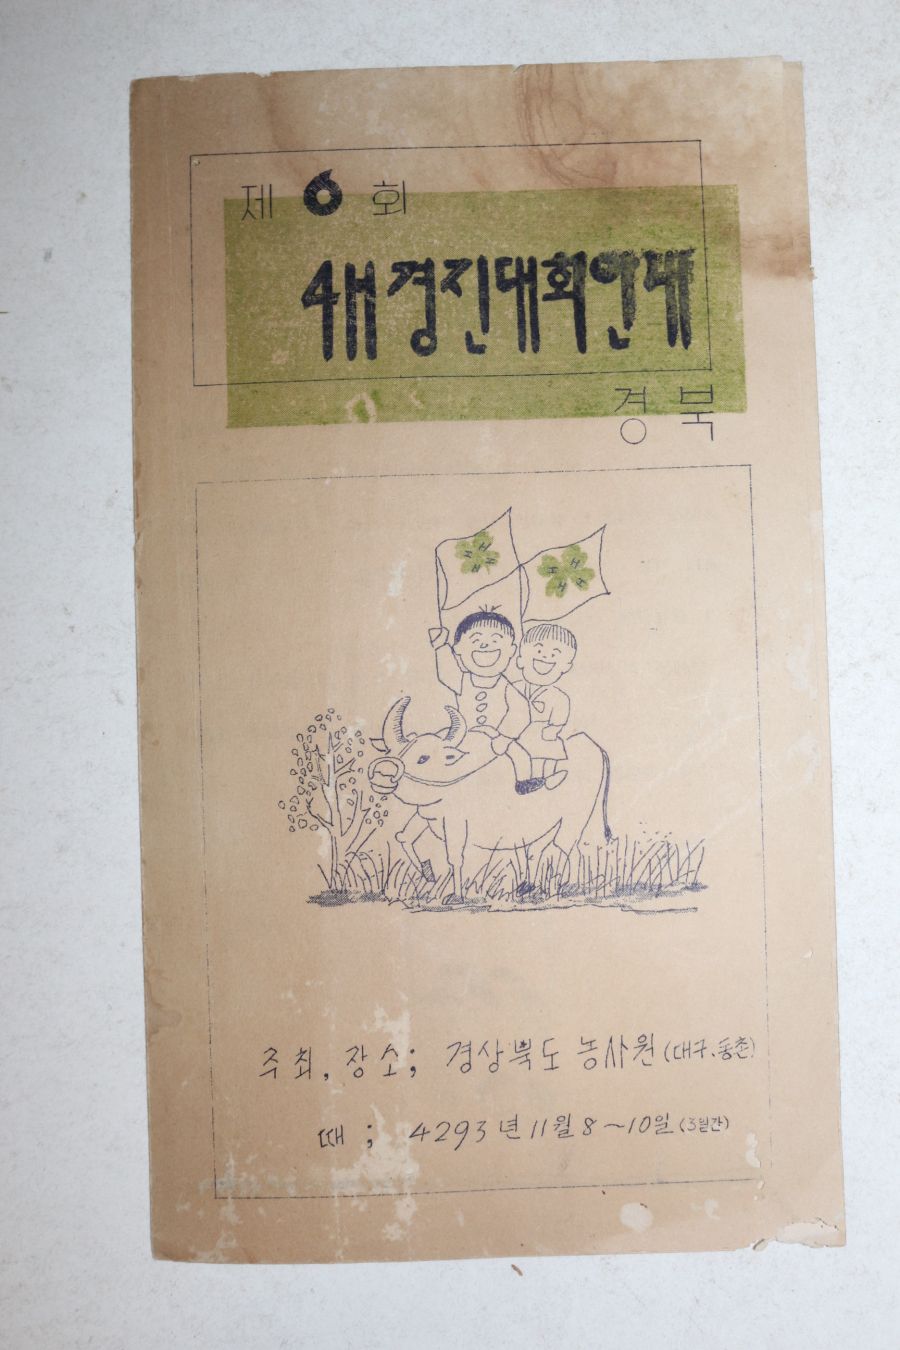 제 6 회
4H 경진대회안내
경북
H H H H
H H H H
주최, 장소; 경상북도 농사원 (대구.동촌)
때; 4293년 11월 8~10일 (3일간)